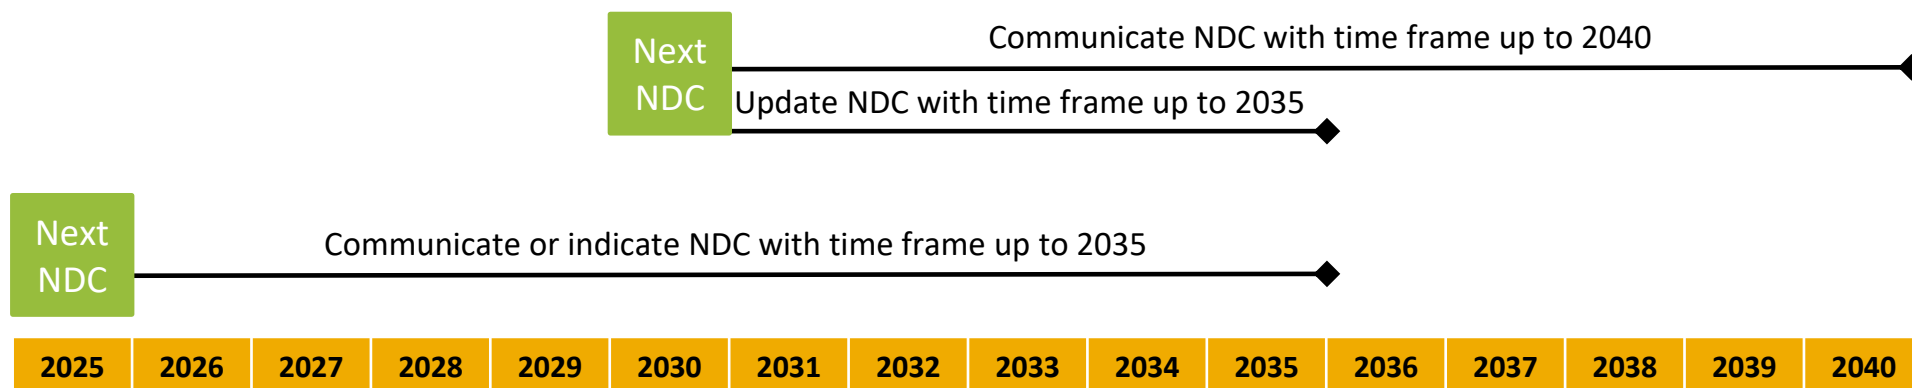 Next
NDC
Communicate NDC with time frame up to 2040
Update NDC with time frame up to 2035
Next
NDC
Communicate or indicate NDC with time frame up to 2035
2025 2026 2027 2028 2029 2030 2031 2032 2033 2034 2035 2036 2037 2038 2039 2040